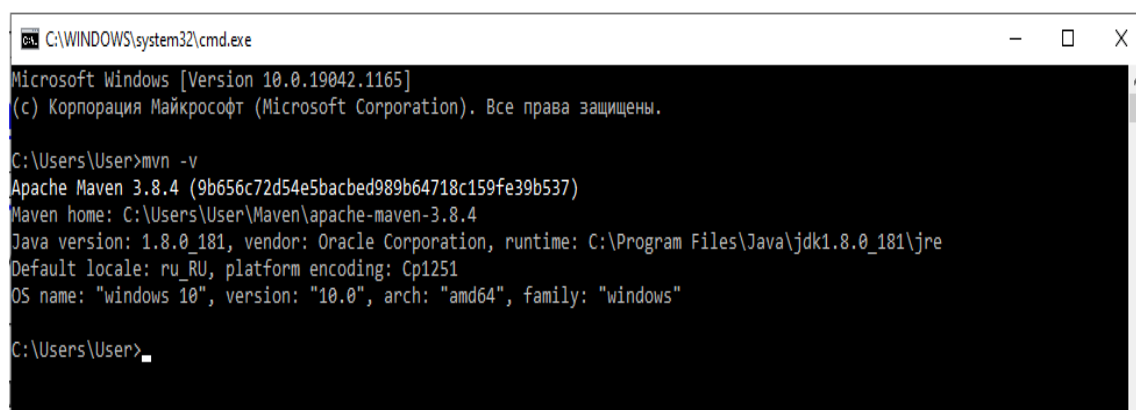 C:\WINDOWS\system32\cmd.exe
Microsoft Windows [Version 10.0.19042.1165]
(c) Корпорация Майкрософт (Microsoft Corporation). Все права защищены.
C:\Users\User>mvn -v
Apache Maven 3.8.4 (9b656c72d54e5bacbed989b64718c159fe39b537)
Maven home: C:\Users\User\Maven\apache-maven-3.8.4
Java version: 1.8.0_181, vendor: Oracle Corporation, runtime: C:\Program Files\Java\jdk1.8.0_181\jre
Default locale: ru_RU, platform encoding: Cp1251
OS name: "windows 10", version: "10.0", arch: "amd64", family: "windows"
C:\Users\User>